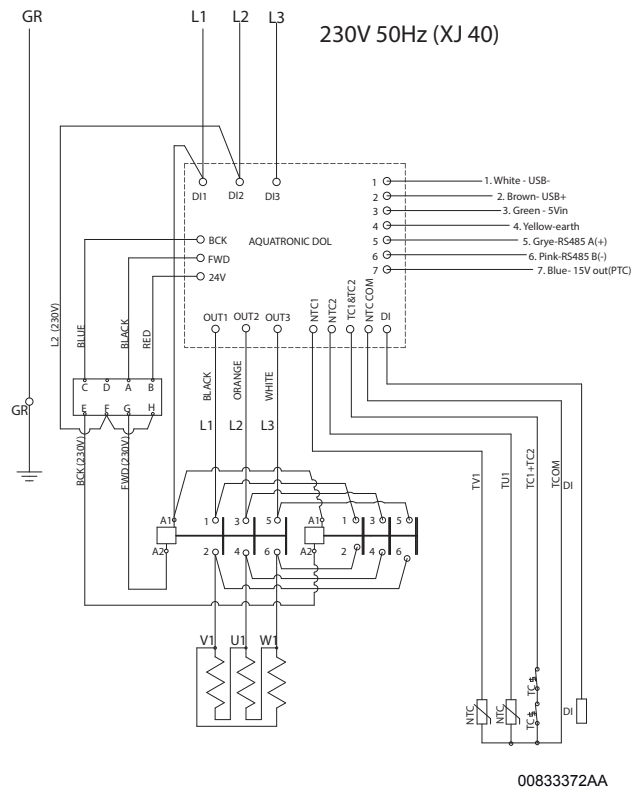 GR L1 L2 L3
230V 50Hz (XJ 40)
DI1 DI2 DI3
1 1. White - USB-
2 2. Brown- USB+
3 3. Green - 5Vin
4 4. Yellow-earth
5 5. Grye-RS485 A(+)
6 6. Pink-RS485 B(-)
7 7. Blue- 15V out(PTC)
BCK AQUATRONIC DOL
FWD
24V
OUT1 OUT2 OUT3 NTC1 NTC2 TC1&TC2 NTC COM DI
L2 (230V) BLUE BLACK RED
BLACK ORANGE WHITE
C D A B
E F G H
GR
L1 L2 L3
BCK (230V) FWD (230V)
TV1 TU1 TC1+TC2 TCOM DI
A1 1 3 5 A1 1 3 5
A2 2 4 6 A2 2 4 6
V1 U1 W1
NTC NTC TC TC DI
00833372AA